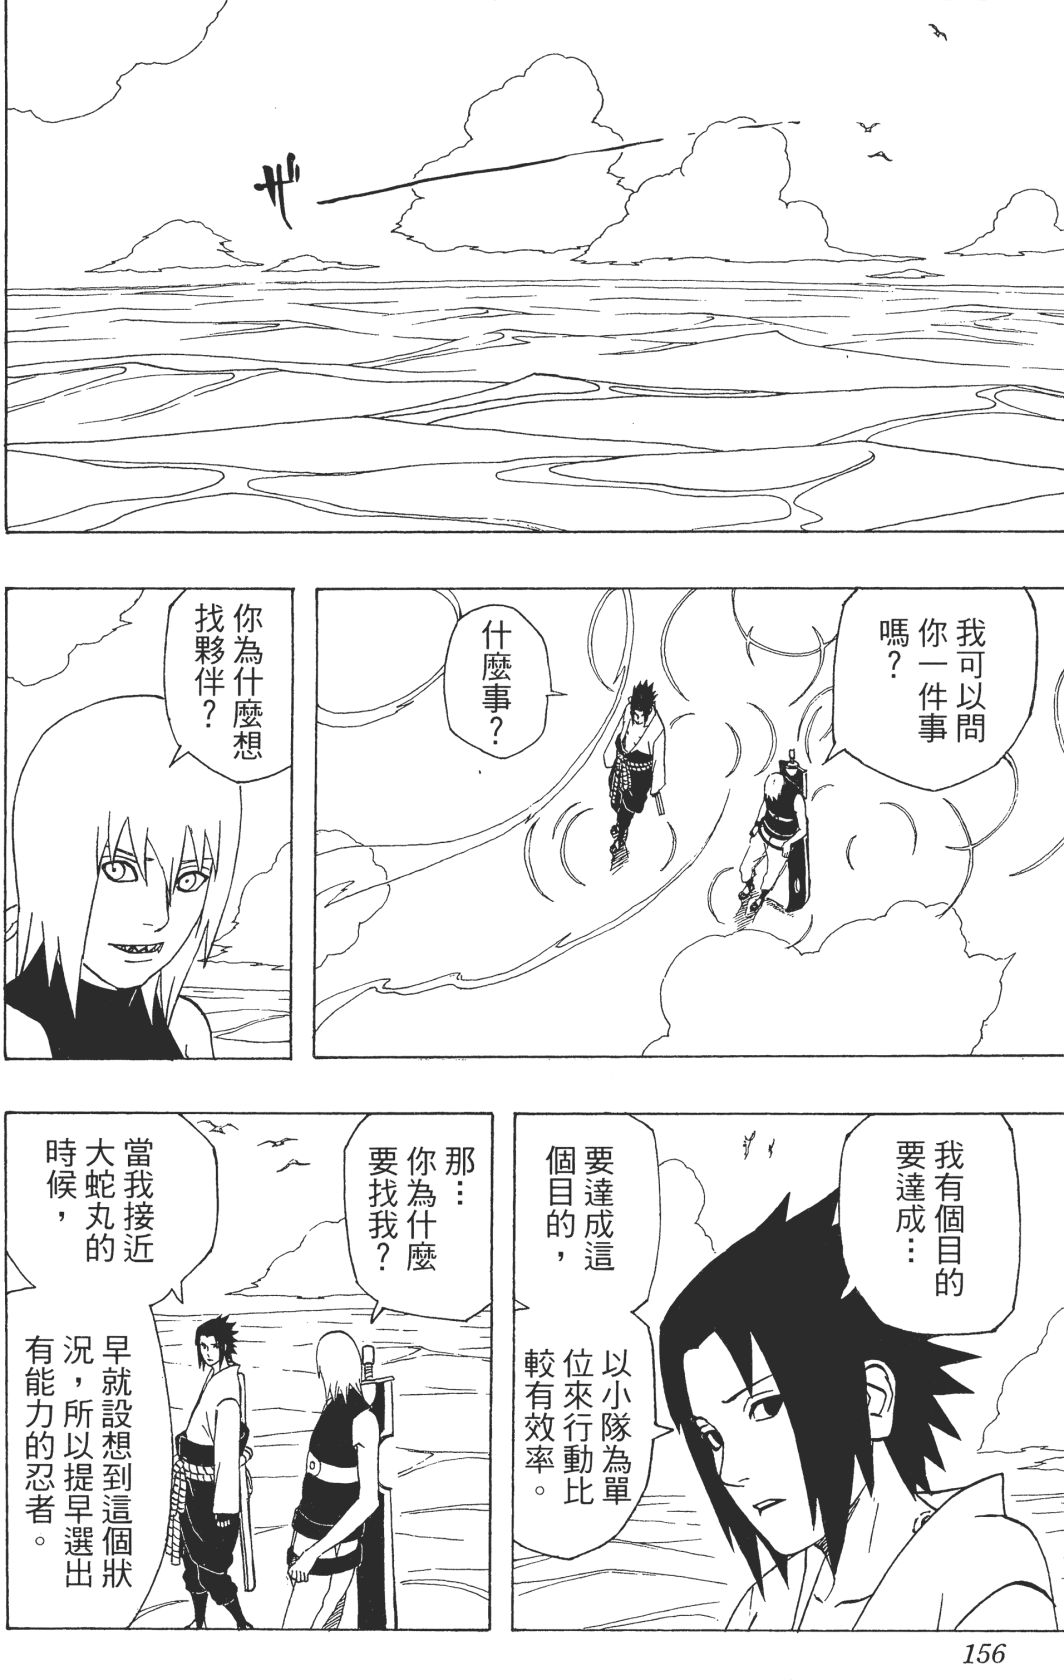 ザ
我可以問
你一件事
嗎？
什麼事？
你為什麼想
找夥伴？
我有個目的
要達成…
要達成這
個目的，
以小隊為單
位來行動比
較有效率。
那…
你為什麼
要找我？
當我接近
大蛇丸的
時候，
早就設想到這個狀
況，所以提早選出
有能力的忍者。
156